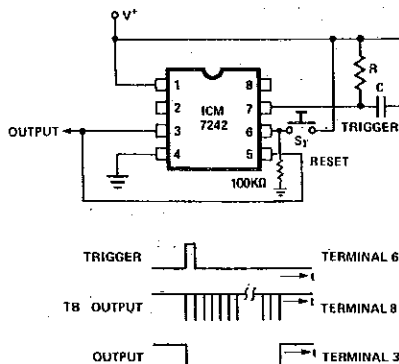 V+
R
C
1
2
3
4
ICM
7242
8
7
6
5
OUTPUT
TRIGGER
S1
RESET
100KΩ
TRIGGER
TERMINAL 6
t
TB OUTPUT
TERMINAL 8
t
OUTPUT
TERMINAL 3
t